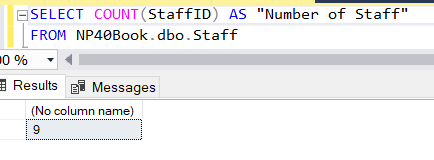 SELECT COUNT(StaffID) AS "Number of Staff"
FROM NP40Book.dbo.Staff
00 %
Results Messages
(No column name)
9